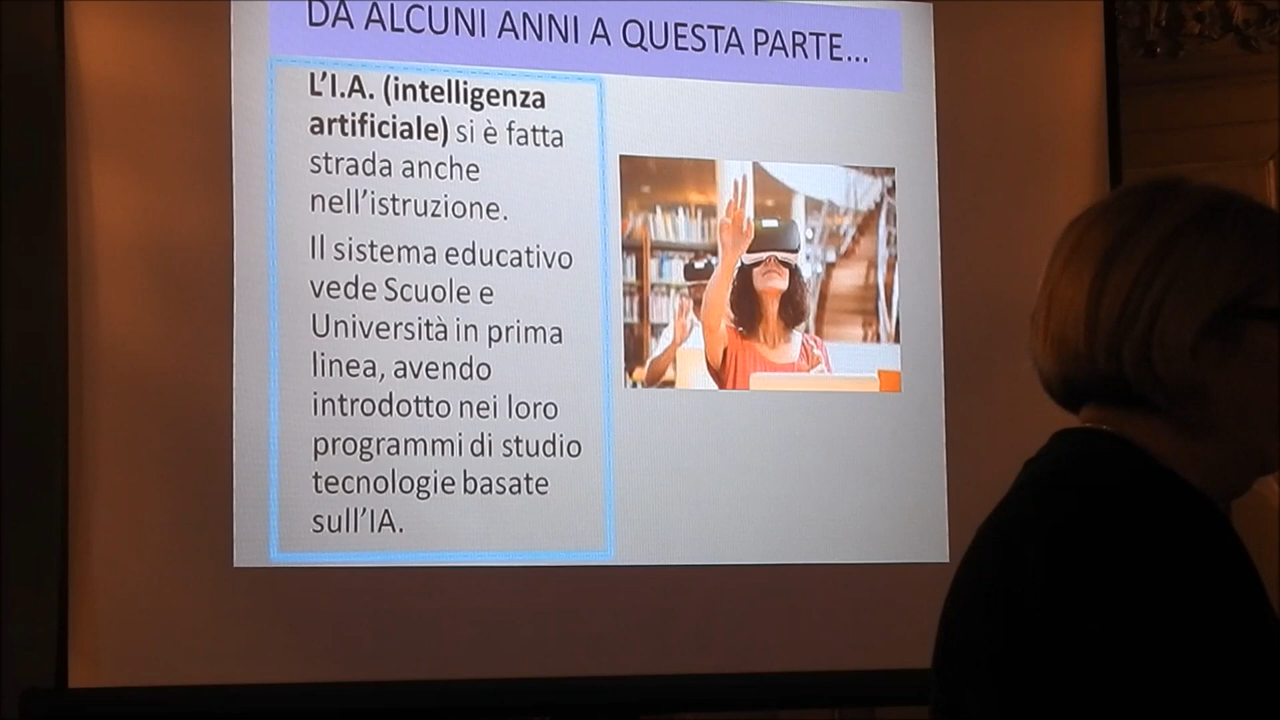 DA ALCUNI ANNI A QUESTA PARTE...
L'I.A. (intelligenza
artificiale) si è fatta
strada anche
nell'istruzione.
Il sistema educativo
vede Scuole e
Università in prima
linea, avendo
introdotto nei loro
programmi di studio
tecnologie basate
sull'IA.